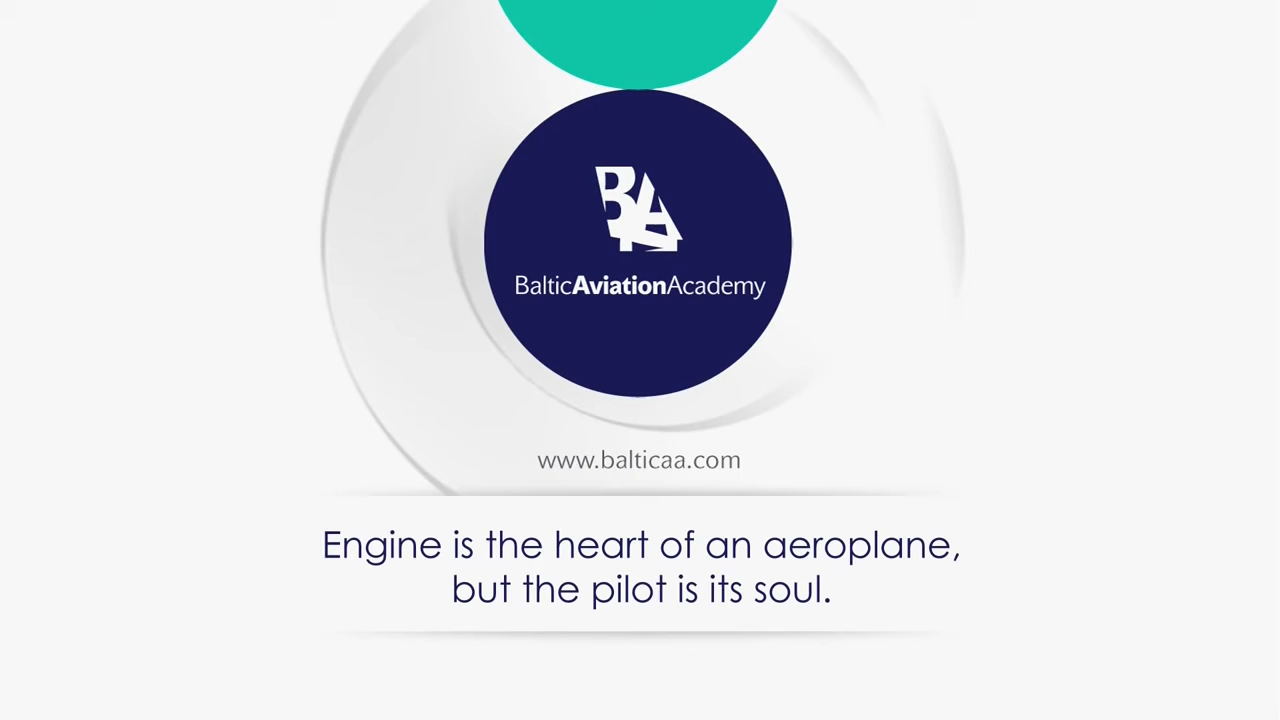 BA
BalticAviationAcademy
www.balticaa.com
Engine is the heart of an aeroplane,
but the pilot is its soul.